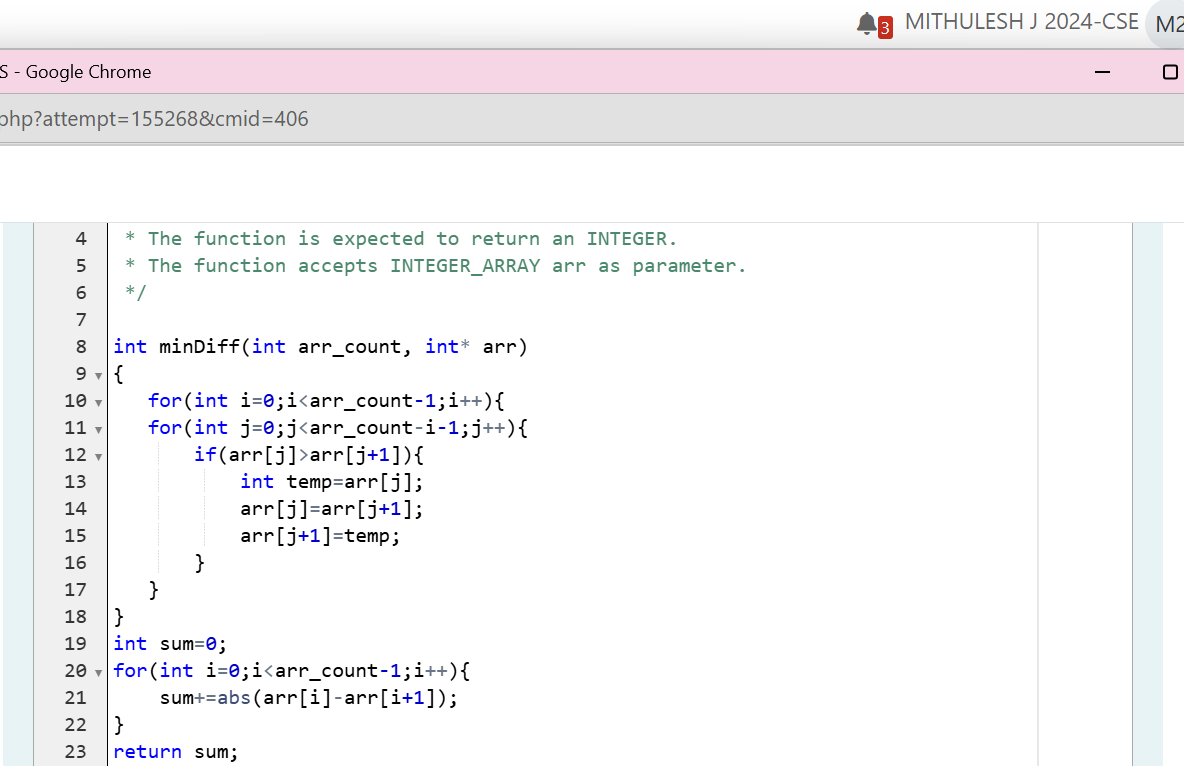 3 MITHULESH J 2024-CSE M2
S - Google Chrome
php?attempt=155268&cmid=406
4 * The function is expected to return an INTEGER.
5 * The function accepts INTEGER_ARRAY arr as parameter.
6 */
7
8 int minDiff(int arr_count, int* arr)
9 {
10 for(int i=0;i<arr_count-1;i++){
11 for(int j=0;j<arr_count-i-1;j++){
12 if(arr[j]>arr[j+1]){
13 int temp=arr[j];
14 arr[j]=arr[j+1];
15 arr[j+1]=temp;
16 }
17 }
18 }
19 int sum=0;
20 for(int i=0;i<arr_count-1;i++){
21 sum+=abs(arr[i]-arr[i+1]);
22 }
23 return sum;